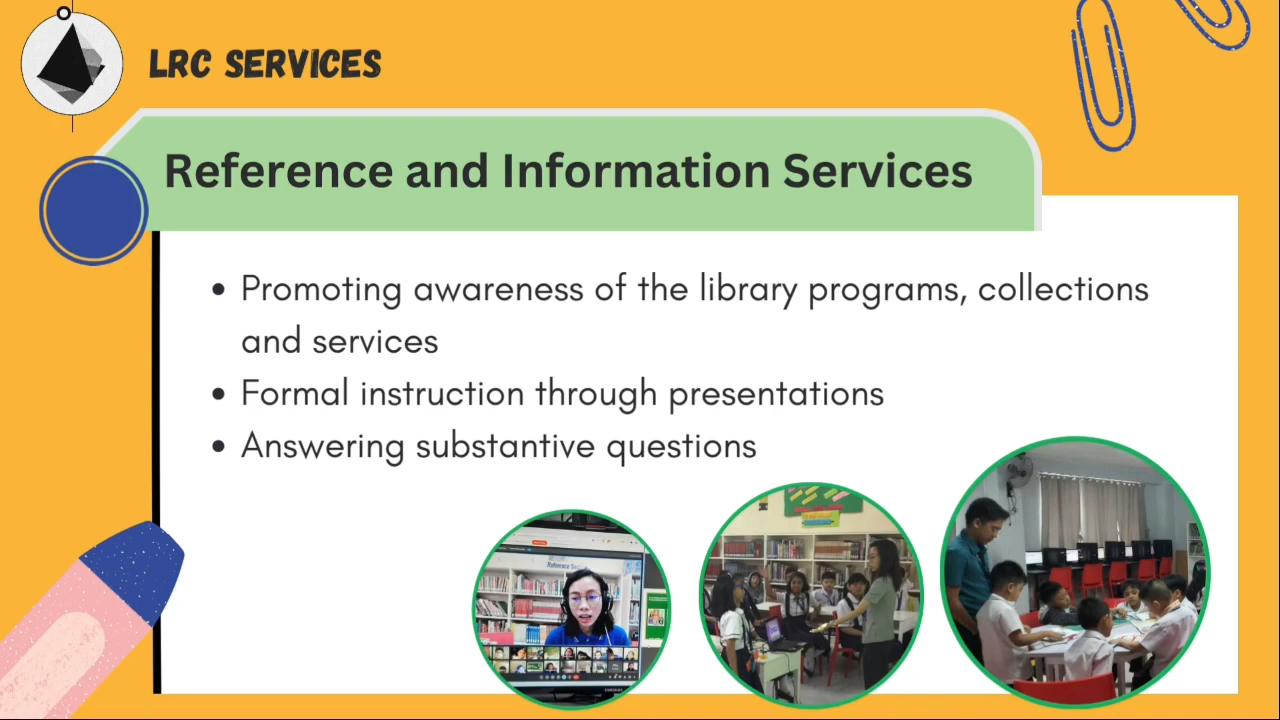 LRC SERVICES
Reference and Information Services
• Promoting awareness of the library programs, collections
and services
• Formal instruction through presentations
• Answering substantive questions